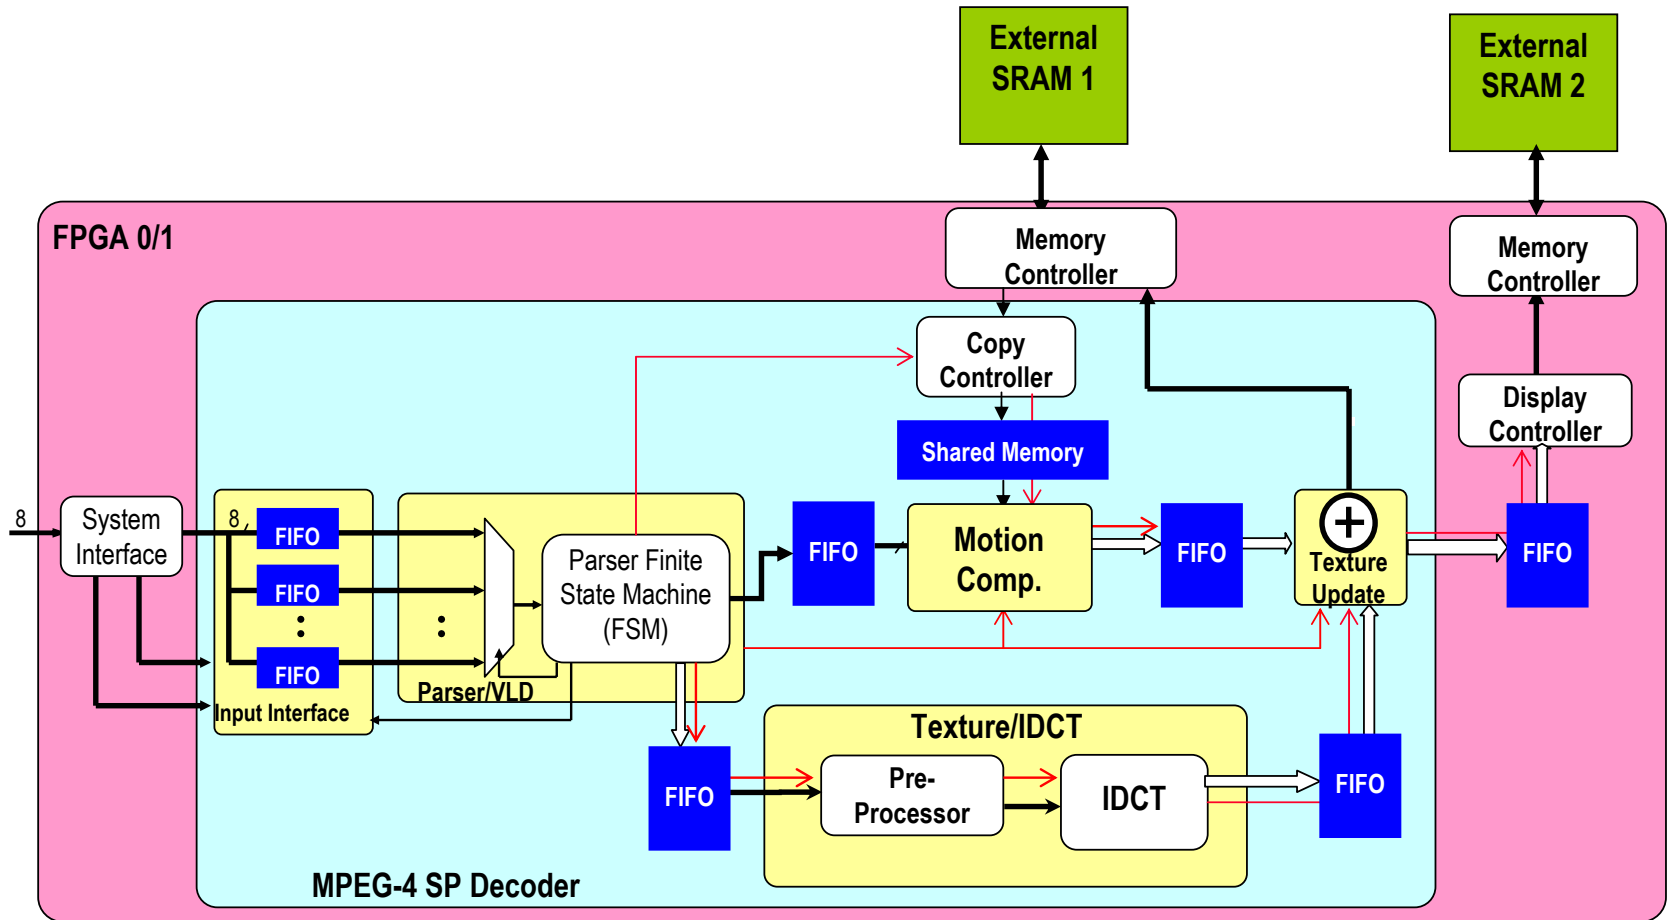 External
SRAM 1
External
SRAM 2
FPGA 0/1
Memory
Controller
Memory
Controller
Copy
Controller
Display
Controller
Shared Memory
8
System
Interface
8
FIFO
FIFO
FIFO
Input Interface
Parser Finite
State Machine
(FSM)
Parser/VLD
FIFO
Motion
Comp.
FIFO
Texture
Update
FIFO
Texture/IDCT
FIFO
Pre-
Processor
IDCT
FIFO
MPEG-4 SP Decoder